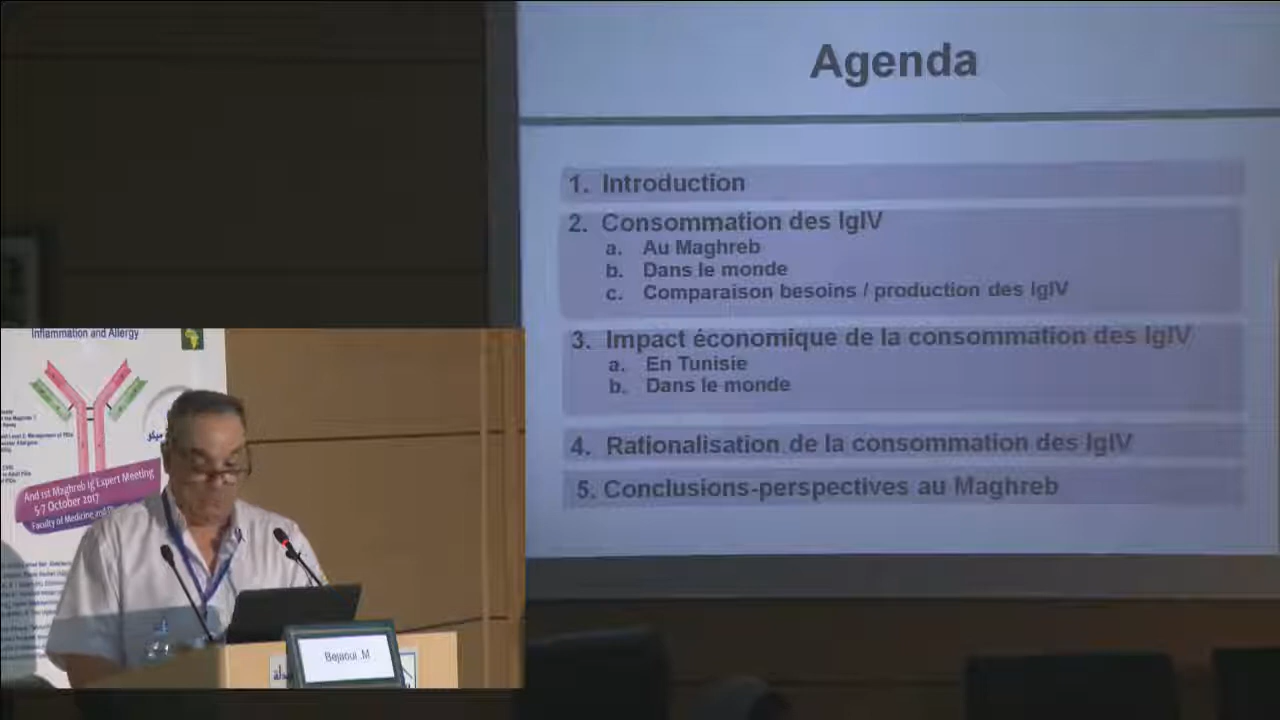 Agenda
1. Introduction
2. Consommation des IgIV
a. Au Maghreb
b. Dans le monde
c. Comparaison besoins / production des IgIV
3. Impact économique de la consommation des IgIV
a. En Tunisie
b. Dans le monde
4. Rationalisation de la consommation des IgIV
5. Conclusions-perspectives au Maghreb
Inflammation and Allergy
And 1st Maghreb Ig Expert Meeting
5-7 October 2017
Faculty of Medicine and
Bejaoui .M